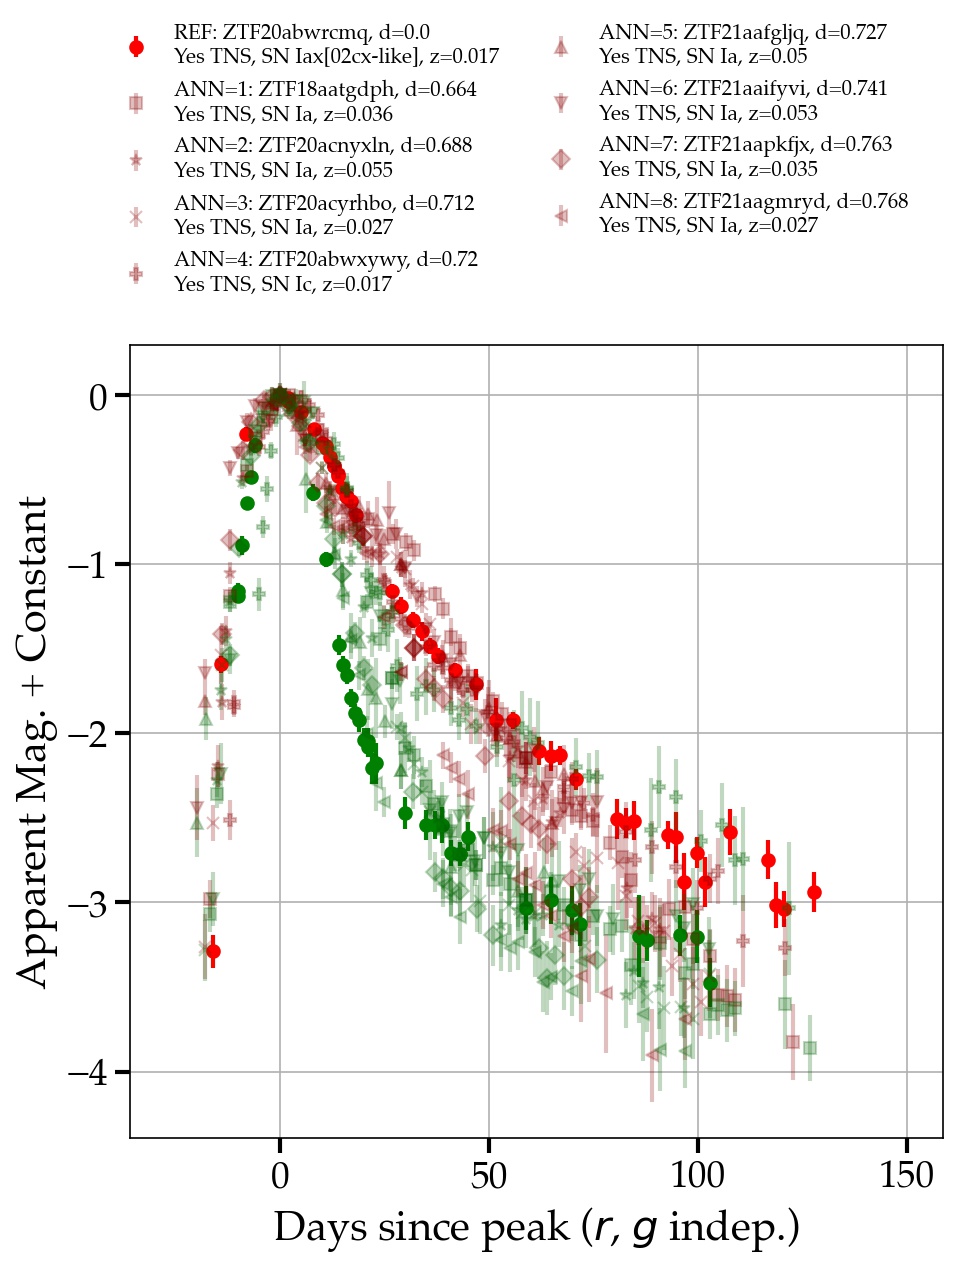 REF: ZTF20abwrcmq, d=0.0
Yes TNS, SN Iax[02cx-like], z=0.017
ANN=1: ZTF18aatgdph, d=0.664
Yes TNS, SN Ia, z=0.036
ANN=2: ZTF20acnyxln, d=0.688
Yes TNS, SN Ia, z=0.055
ANN=3: ZTF20acyrhbo, d=0.712
Yes TNS, SN Ia, z=0.027
ANN=4: ZTF20abwxywy, d=0.72
Yes TNS, SN Ic, z=0.017
ANN=5: ZTF21aafgljq, d=0.727
Yes TNS, SN Ia, z=0.05
ANN=6: ZTF21aaifyvi, d=0.741
Yes TNS, SN Ia, z=0.053
ANN=7: ZTF21aapkfjx, d=0.763
Yes TNS, SN Ia, z=0.035
ANN=8: ZTF21aagmryd, d=0.768
Yes TNS, SN Ia, z=0.027
Apparent Mag. + Constant
0
−1
−2
−3
−4
0
50
100
150
Days since peak (r, g indep.)